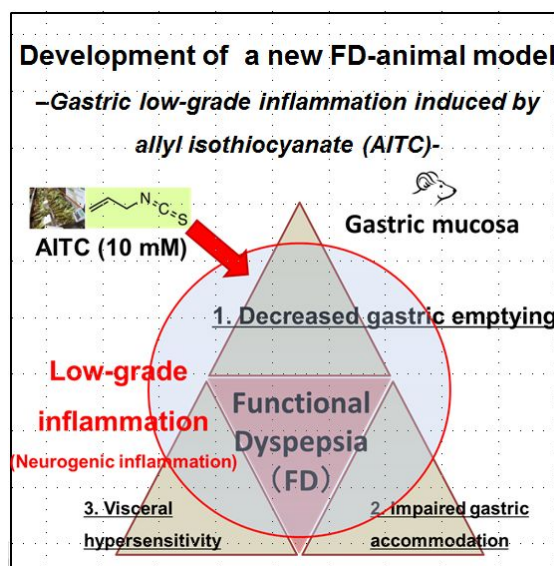 Development of a new FD-animal model
–Gastric low-grade inflammation induced by
allyl isothiocyanate (AITC)-
N=C=S
AITC (10 mM)
Gastric mucosa
1. Decreased gastric emptying
Low-grade
inflammation
(Neurogenic inflammation)
Functional
Dyspepsia
(FD)
3. Visceral
hypersensitivity
2. Impaired gastric
accommodation